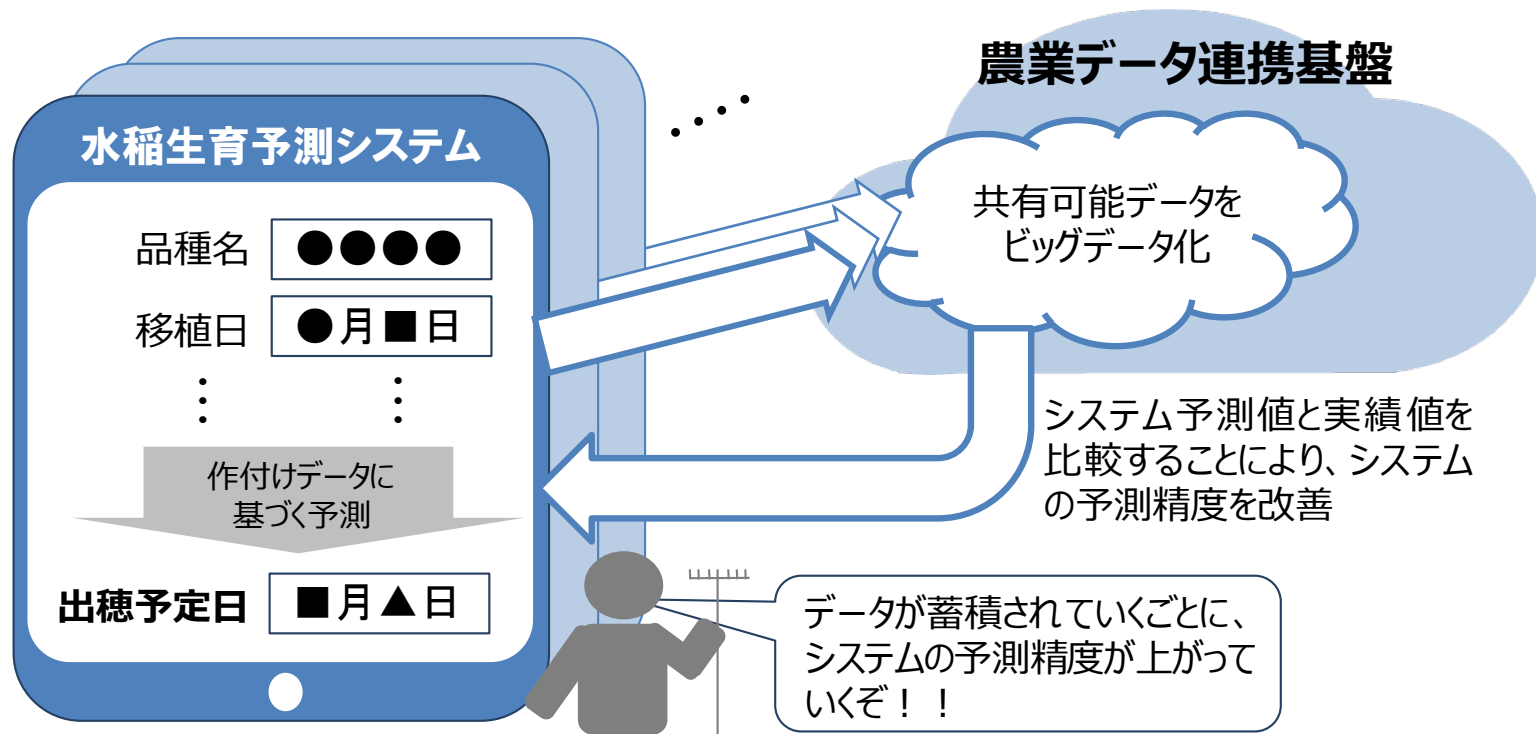 農業データ連携基盤
水稲生育予測システム
共有可能データを
ビッグデータ化
品種名 ●●●●
移植日 ●月■日
作付けデータに
基づく予測
出穂予定日 ■月▲日
システム予測値と実績値を
比較することにより、システム
の予測精度を改善
データが蓄積されていくごとに、
システムの予測精度が上がって
いくぞ！！